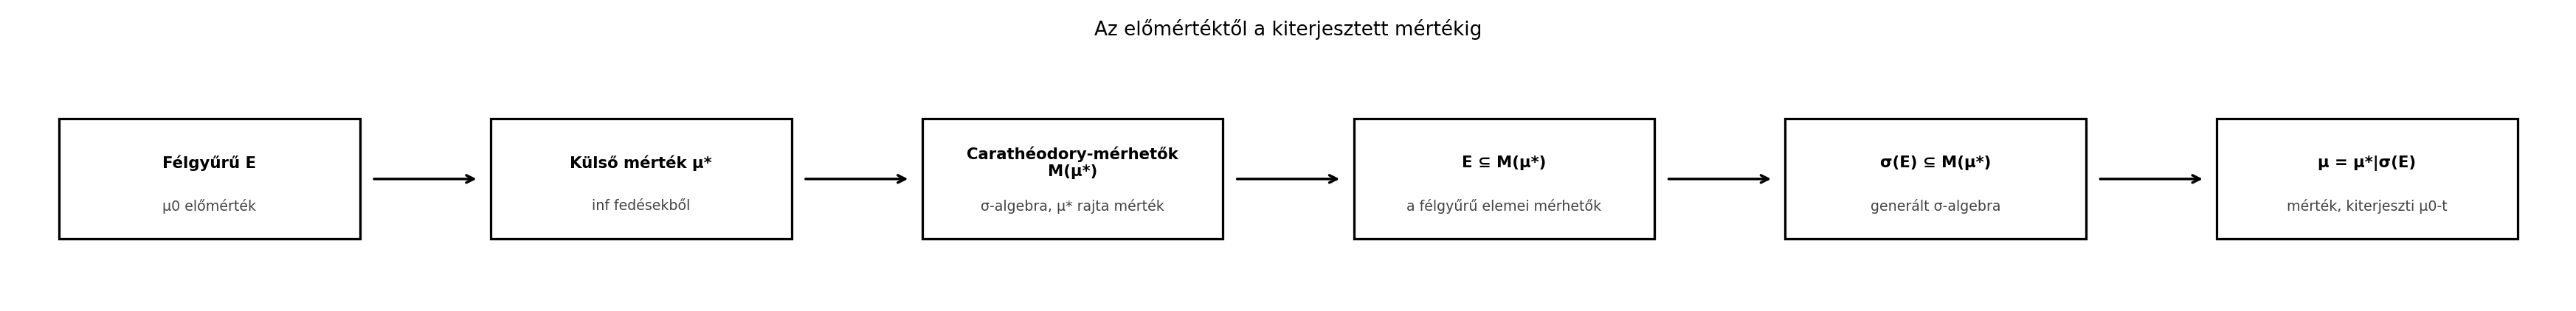 Az előmértéktől a kiterjesztett mértékig
Félgyűrű E
μ0 előmérték
Külső mérték μ*
inf fedésekből
Carathéodory-mérhetők
M(μ*)
σ-algebra, μ* rajta mérték
E ⊆ M(μ*)
a félgyűrű elemei mérhetők
σ(E) ⊆ M(μ*)
generált σ-algebra
μ = μ*|σ(E)
mérték, kiterjeszti μ0-t